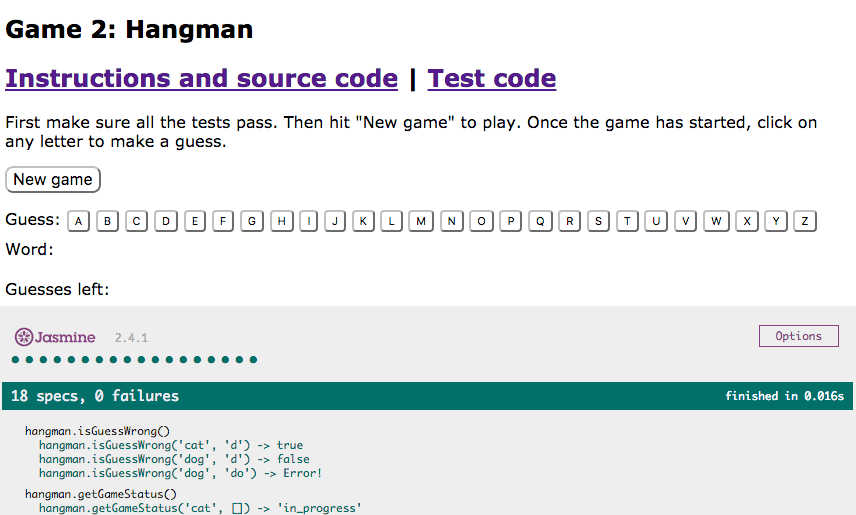 Game 2: Hangman
Instructions and source code | Test code
First make sure all the tests pass. Then hit "New game" to play. Once the game has started, click on
any letter to make a guess.
New game
Guess: A B C D E F G H I J K L M N O P Q R S T U V W X Y Z
Word:
Guesses left:
Jasmine 2.4.1 Options
18 specs, 0 failures finished in 0.016s
hangman.isGuessWrong()
hangman.isGuessWrong('cat', 'd') -> true
hangman.isGuessWrong('dog', 'd') -> false
hangman.isGuessWrong('dog', 'do') -> Error!
hangman.getGameStatus()
hangman.getGameStatus('cat', []) -> 'in_progress'